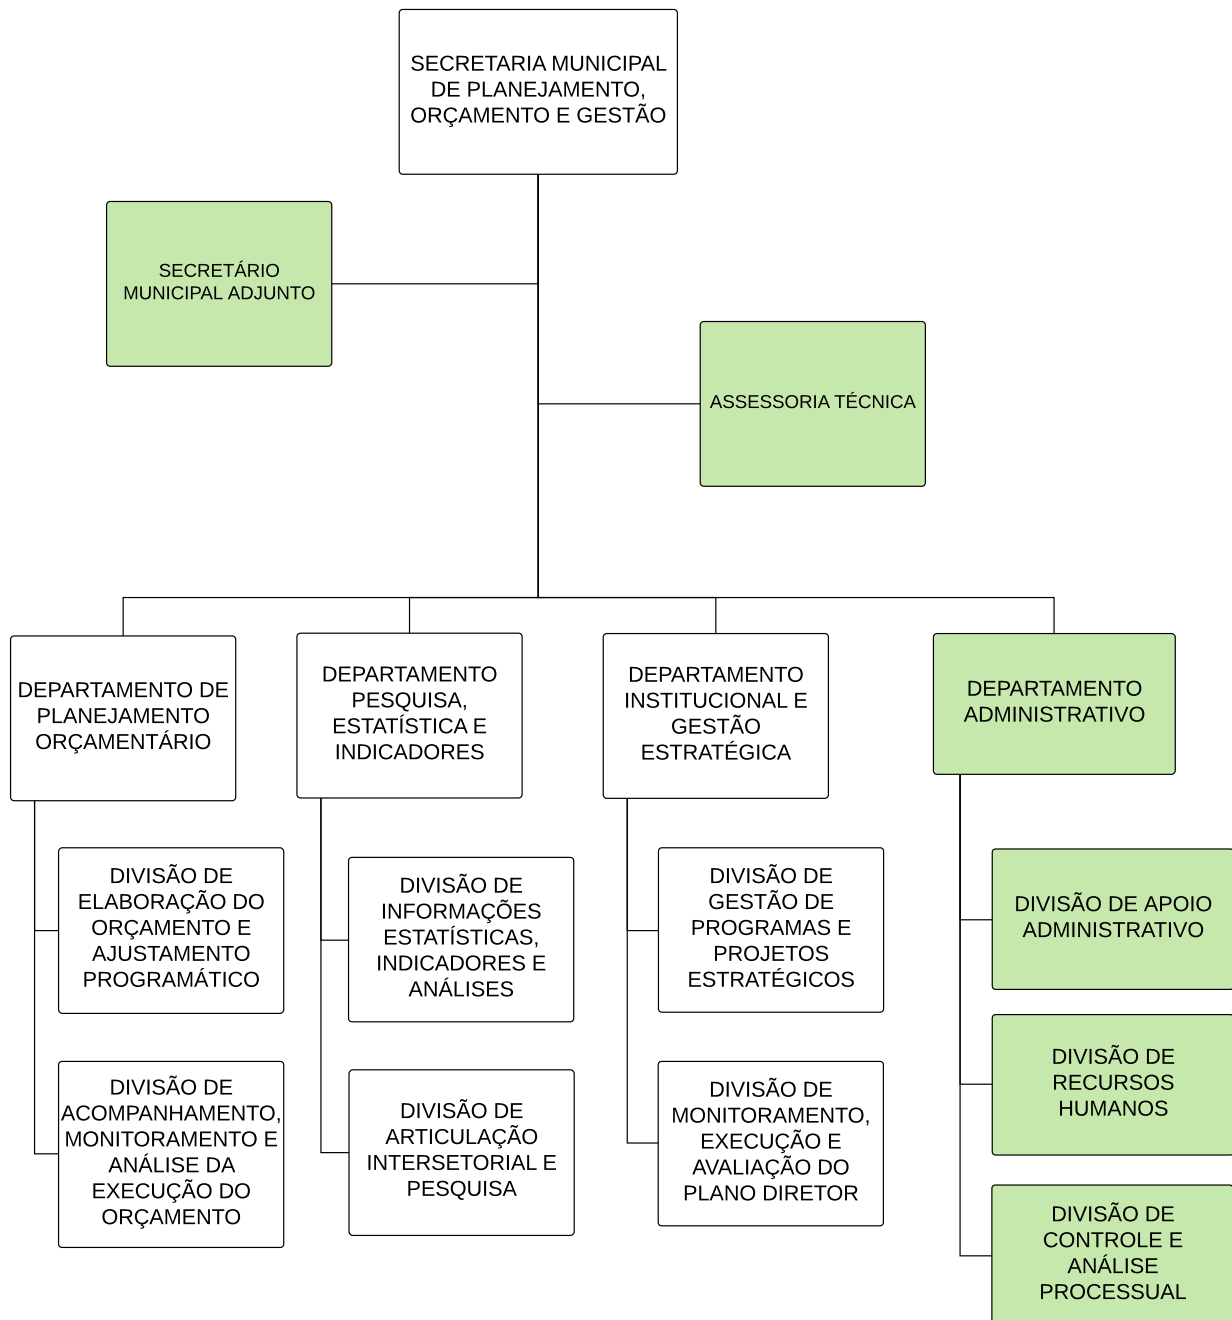 SECRETARIA MUNICIPAL
DE PLANEJAMENTO,
ORÇAMENTO E GESTÃO
SECRETÁRIO
MUNICIPAL ADJUNTO
ASSESSORIA TÉCNICA
DEPARTAMENTO DE
PLANEJAMENTO
ORÇAMENTÁRIO
DEPARTAMENTO
PESQUISA,
ESTATÍSTICA E
INDICADORES
DEPARTAMENTO
INSTITUCIONAL E
GESTÃO
ESTRATÉGICA
DEPARTAMENTO
ADMINISTRATIVO
DIVISÃO DE
ELABORAÇÃO DO
ORÇAMENTO E
AJUSTAMENTO
PROGRAMÁTICO
DIVISÃO DE
INFORMAÇÕES
ESTATÍSTICAS,
INDICADORES E
ANÁLISES
DIVISÃO DE
GESTÃO DE
PROGRAMAS E
PROJETOS
ESTRATÉGICOS
DIVISÃO DE APOIO
ADMINISTRATIVO
DIVISÃO DE
RECURSOS
HUMANOS
DIVISÃO DE
ACOMPANHAMENTO,
MONITORAMENTO E
ANÁLISE DA
EXECUÇÃO DO
ORÇAMENTO
DIVISÃO DE
ARTICULAÇÃO
INTERSETORIAL E
PESQUISA
DIVISÃO DE
MONITORAMENTO,
EXECUÇÃO E
AVALIAÇÃO DO
PLANO DIRETOR
DIVISÃO DE
CONTROLE E
ANÁLISE
PROCESSUAL